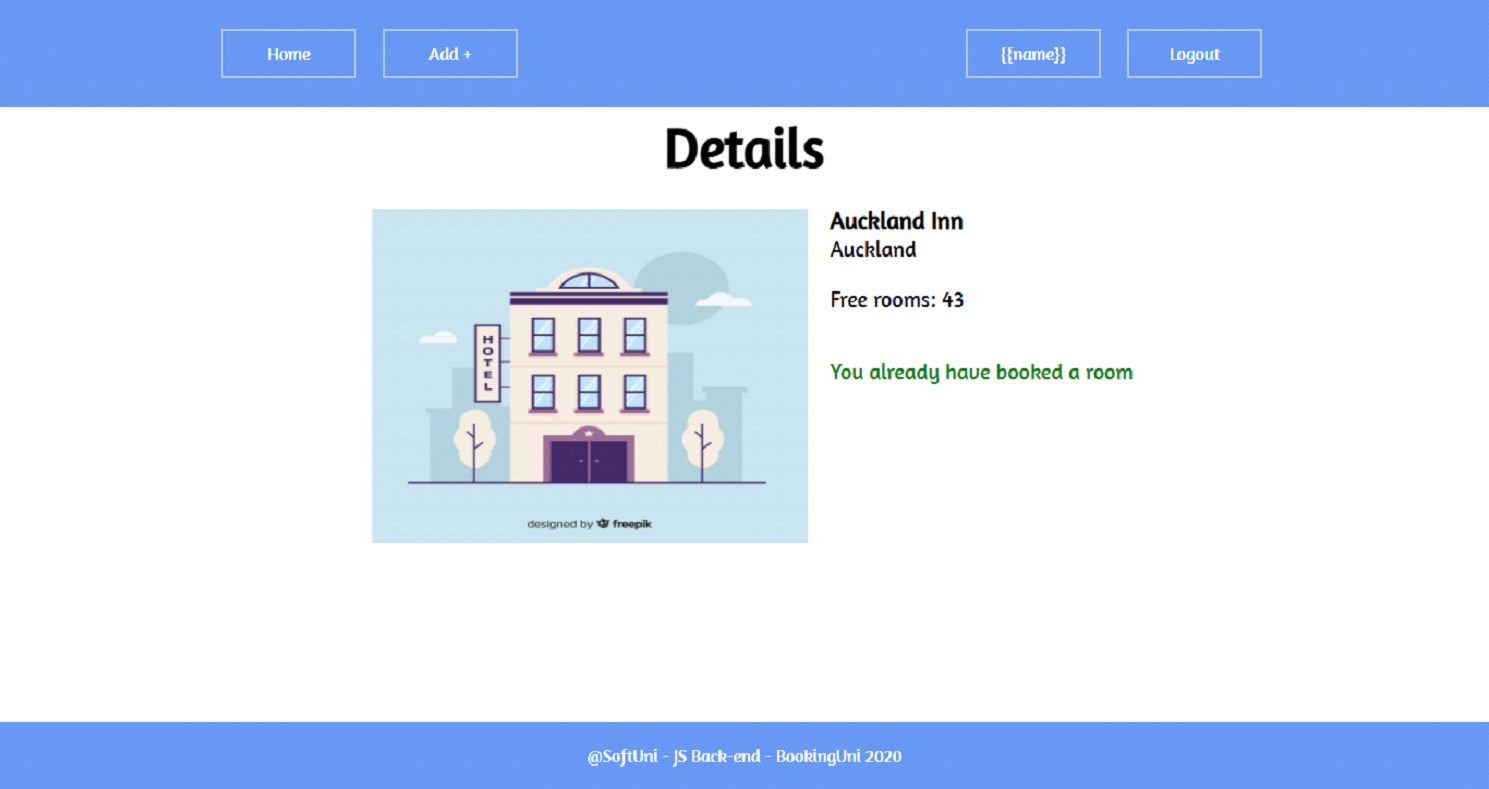 Home Add + {{name}} Logout
Details
Auckland Inn
Auckland
Free rooms: 43
You already have booked a room
HOTEL
designed by freepik
@SoftUni - JS Back-end - BookingUni 2020